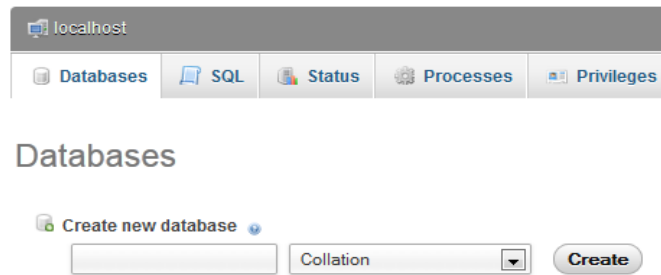 localhost
Databases SQL Status Processes Privileges
Databases
Create new database
Collation Create